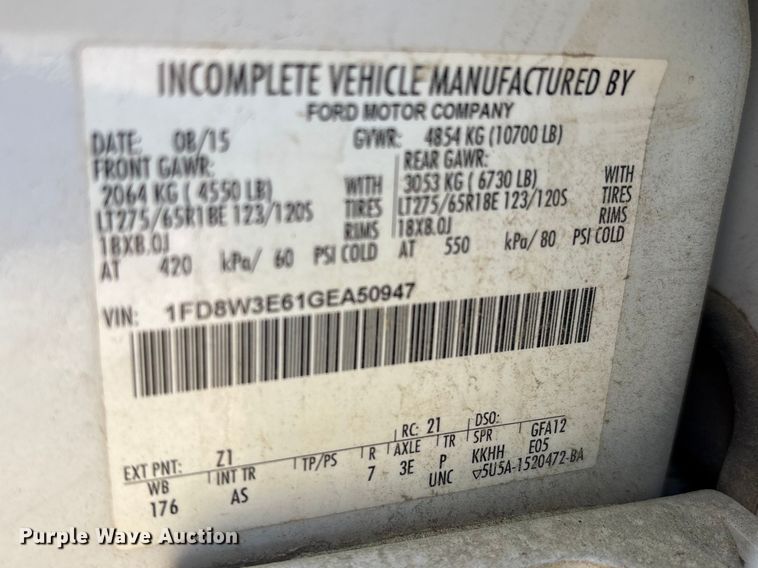 INCOMPLETE VEHICLE MANUFACTURED BY
FORD MOTOR COMPANY
DATE: 08/15 GVWR: 4854 KG (10700 LB)
FRONT GAWR: REAR GAWR:
2064 KG ( 4550 LB) WITH 3053 KG ( 6730 LB) WITH
LT275/65R18E 123/120S TIRES LT275/65R18E 123/120S TIRES
18X8.0J RIMS 18X8.0J RIMS
AT 420 kPa/ 60 PSI COLD AT 550 kPa/ 80 PSI COLD
VIN: 1FD8W3E61GEA50947
RC: 21 DSO:
EXT PNT: Z1 R AXLE TR SPR GFA12
WB INT TR TP/PS 7 3E P KKHH E05
176 AS UNC ▽5U5A-1520472-BA
Purple Wave Auction